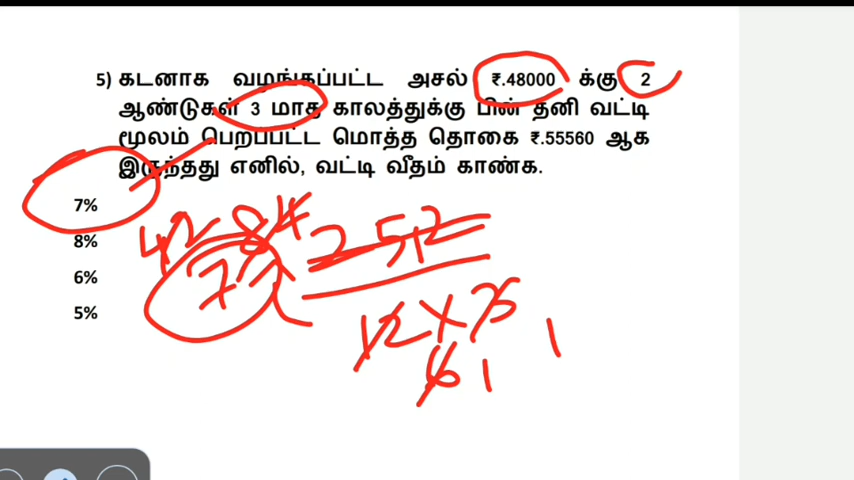 5) கடனாக வழங்கப்பட்ட அசல் ₹.48000 க்கு 2
ஆண்டுகள் 3 மாத காலத்துக்கு பின் தனி வட்டி
மூலம் பெறப்பட்ட மொத்த தொகை ₹.55560 ஆக
இருந்தது எனில், வட்டி வீதம் காண்க.
7%
8%
6%
5%